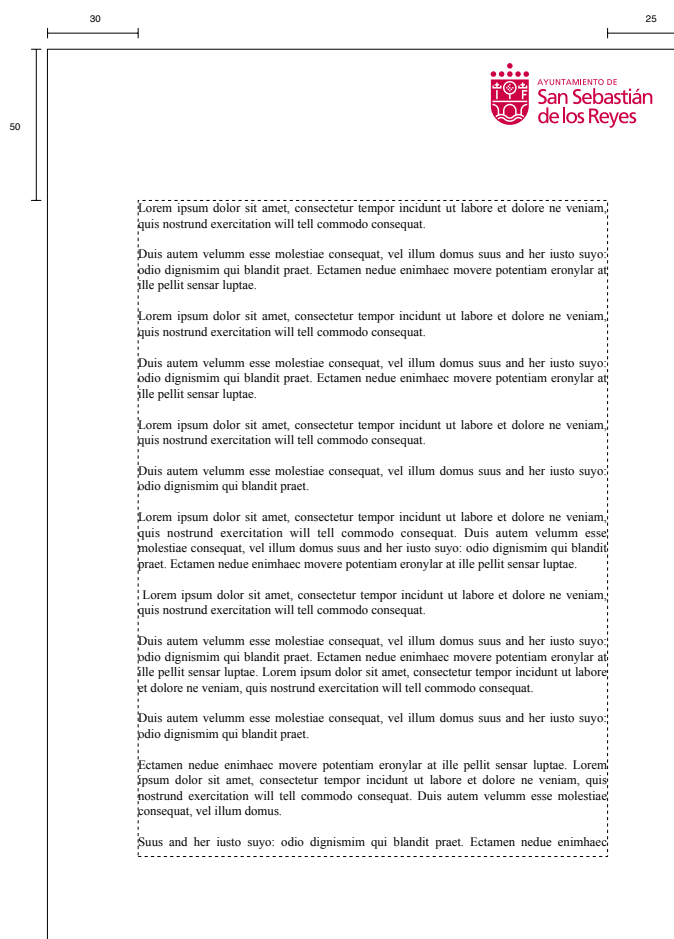 30
25
50
AYUNTAMIENTO DE
San Sebastián
de los Reyes
Lorem ipsum dolor sit amet, consectetur tempor incidunt ut labore et dolore ne veniam,
quis nostrund exercitation will tell commodo consequat.
Duis autem velumm esse molestiae consequat, vel illum domus suus and her iusto suyo:
odio dignismim qui blandit praet. Ectamen nedue enimhaec movere potentiam eronylar at
ille pellit sensar luptae.
Lorem ipsum dolor sit amet, consectetur tempor incidunt ut labore et dolore ne veniam,
quis nostrund exercitation will tell commodo consequat.
Duis autem velumm esse molestiae consequat, vel illum domus suus and her iusto suyo:
odio dignismim qui blandit praet. Ectamen nedue enimhaec movere potentiam eronylar at
ille pellit sensar luptae.
Lorem ipsum dolor sit amet, consectetur tempor incidunt ut labore et dolore ne veniam,
quis nostrund exercitation will tell commodo consequat.
Duis autem velumm esse molestiae consequat, vel illum domus suus and her iusto suyo:
odio dignismim qui blandit praet.
Lorem ipsum dolor sit amet, consectetur tempor incidunt ut labore et dolore ne veniam,
quis nostrund exercitation will tell commodo consequat. Duis autem velumm esse
molestiae consequat, vel illum domus suus and her iusto suyo: odio dignismim qui blandit
praet. Ectamen nedue enimhaec movere potentiam eronylar at ille pellit sensar luptae.
Lorem ipsum dolor sit amet, consectetur tempor incidunt ut labore et dolore ne veniam,
quis nostrund exercitation will tell commodo consequat.
Duis autem velumm esse molestiae consequat, vel illum domus suus and her iusto suyo:
odio dignismim qui blandit praet. Ectamen nedue enimhaec movere potentiam eronylar at
ille pellit sensar luptae. Lorem ipsum dolor sit amet, consectetur tempor incidunt ut labore
et dolore ne veniam, quis nostrund exercitation will tell commodo consequat.
Duis autem velumm esse molestiae consequat, vel illum domus suus and her iusto suyo:
odio dignismim qui blandit praet.
Ectamen nedue enimhaec movere potentiam eronylar at ille pellit sensar luptae. Lorem
ipsum dolor sit amet, consectetur tempor incidunt ut labore et dolore ne veniam, quis
nostrund exercitation will tell commodo consequat. Duis autem velumm esse molestiae
consequat, vel illum domus.
Suus and her iusto suyo: odio dignismim qui blandit praet. Ectamen nedue enimhaec